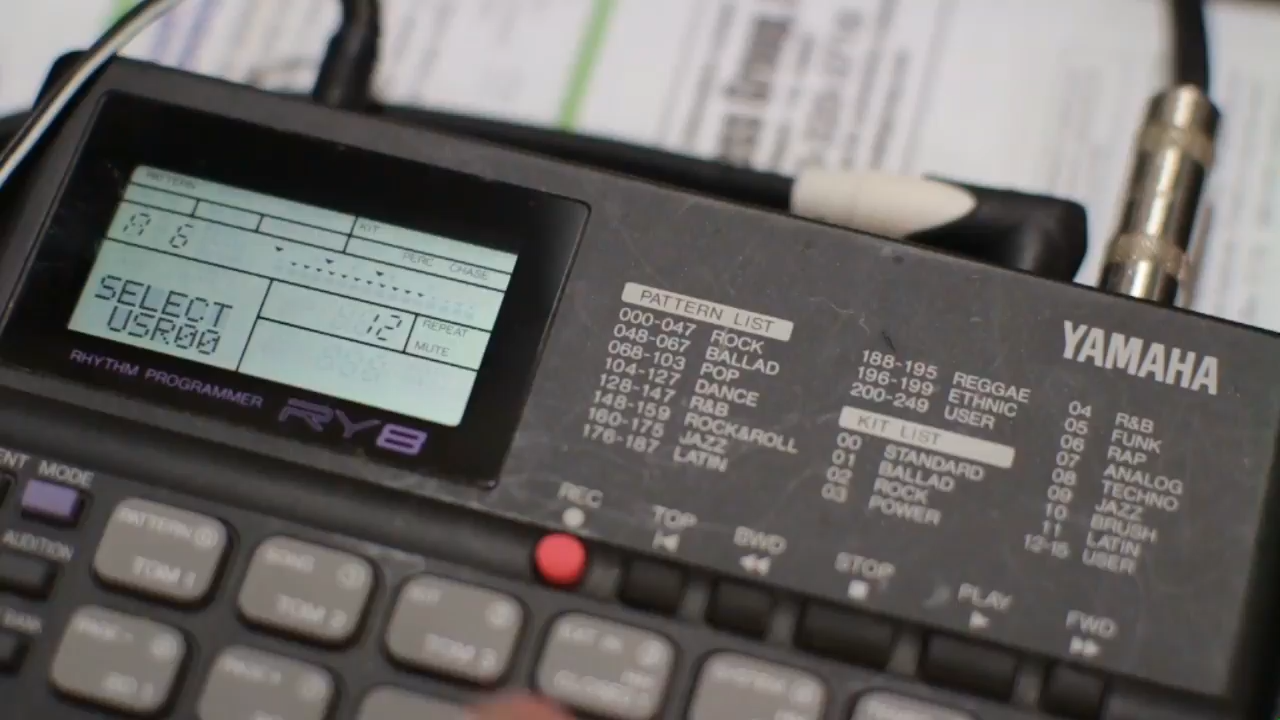 PATTERN
KIT
A 6
PERC CHASE
SELECT
USR00
12
REPEAT
MUTE
RHYTHM PROGRAMMER RY8
YAMAHA
PATTERN LIST
000-047 ROCK
048-067 BALLAD
068-103 POP
104-127 DANCE
128-147 R&B
148-159 ROCK&ROLL
160-175 JAZZ
176-187 LATIN
188-195 REGGAE
196-199 ETHNIC
200-249 USER
KIT LIST
00 STANDARD
01 BALLAD
02 ROCK
03 POWER
04 R&B
05 FUNK
06 RAP
07 ANALOG
08 TECHNO
09 JAZZ
10 BRUSH
11 LATIN
12-15 USER
MODE
AUDITION
REC
TOP
BWD
STOP
PLAY
FWD
PATTERN
TOM 1
TOM 2
TOM 3